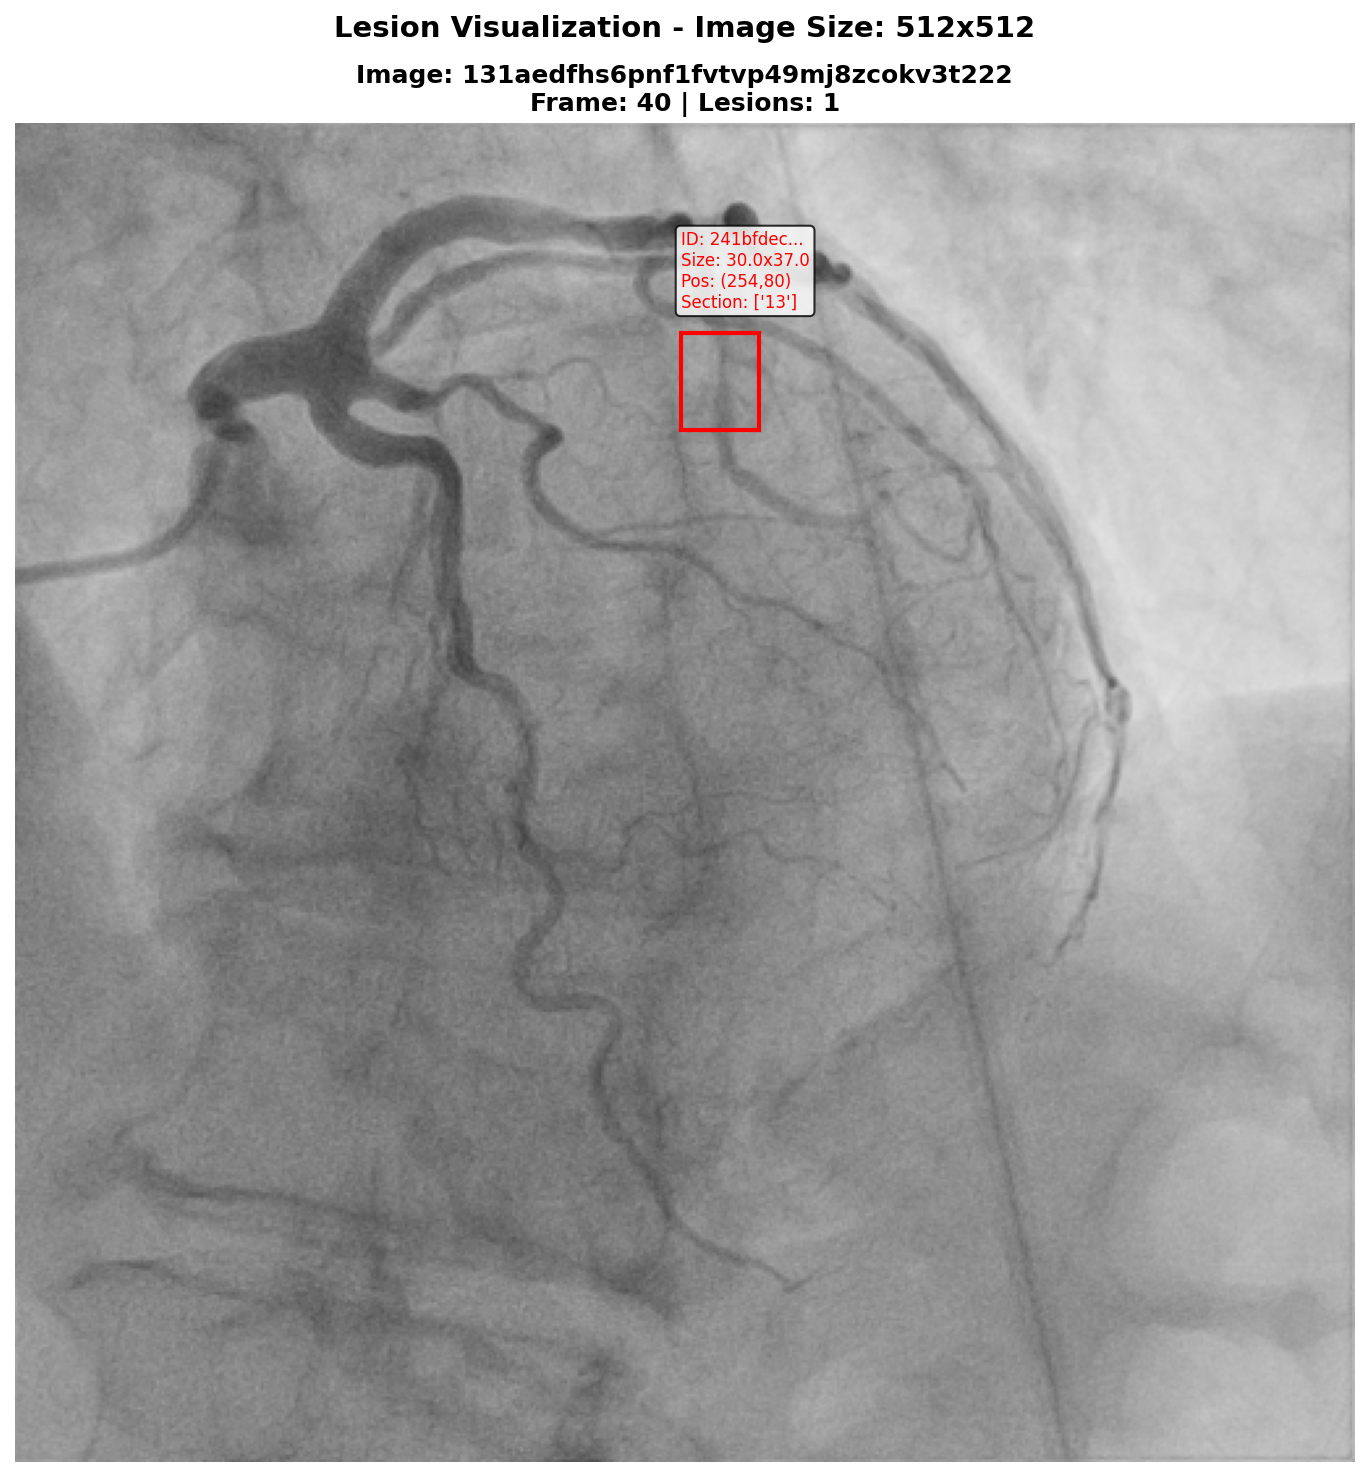 Lesion Visualization - Image Size: 512x512
Image: 131aedfhs6pnf1fvtvp49mj8zcokv3t222
Frame: 40 | Lesions: 1
ID: 241bfdec...
Size: 30.0x37.0
Pos: (254,80)
Section: ['13']